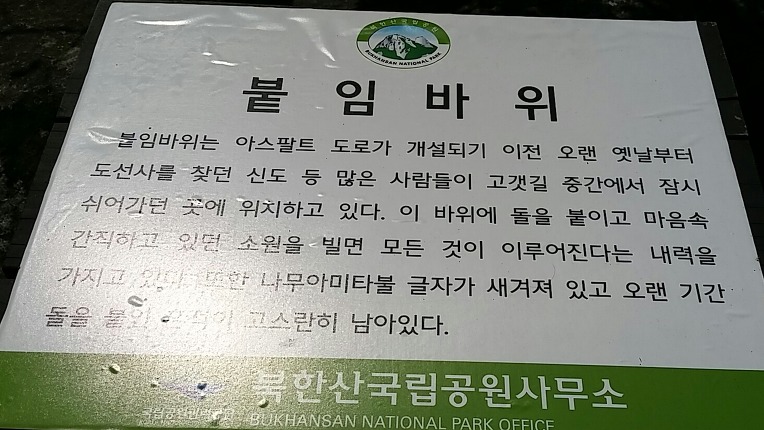 북한산국립공원
BUKHANSAN NATIONAL PARK
붙임바위
붙임바위는 아스팔트 도로가 개설되기 이전 오랜 옛날부터
도선사를 찾던 신도 등 많은 사람들이 고갯길 중간에서 잠시
쉬어가던 곳에 위치하고 있다. 이 바위에 돌을 붙이고 마음속
간직하고 있던 소원을 빌면 모든 것이 이루어진다는 내력을
가지고 있다. 또한 나무아미타불 글자가 새겨져 있고 오랜 기간
돌을 붙인 흔적이 고스란히 남아있다.
북한산국립공원사무소
국립공원관리공단 BUKHANSAN NATIONAL PARK OFFICE